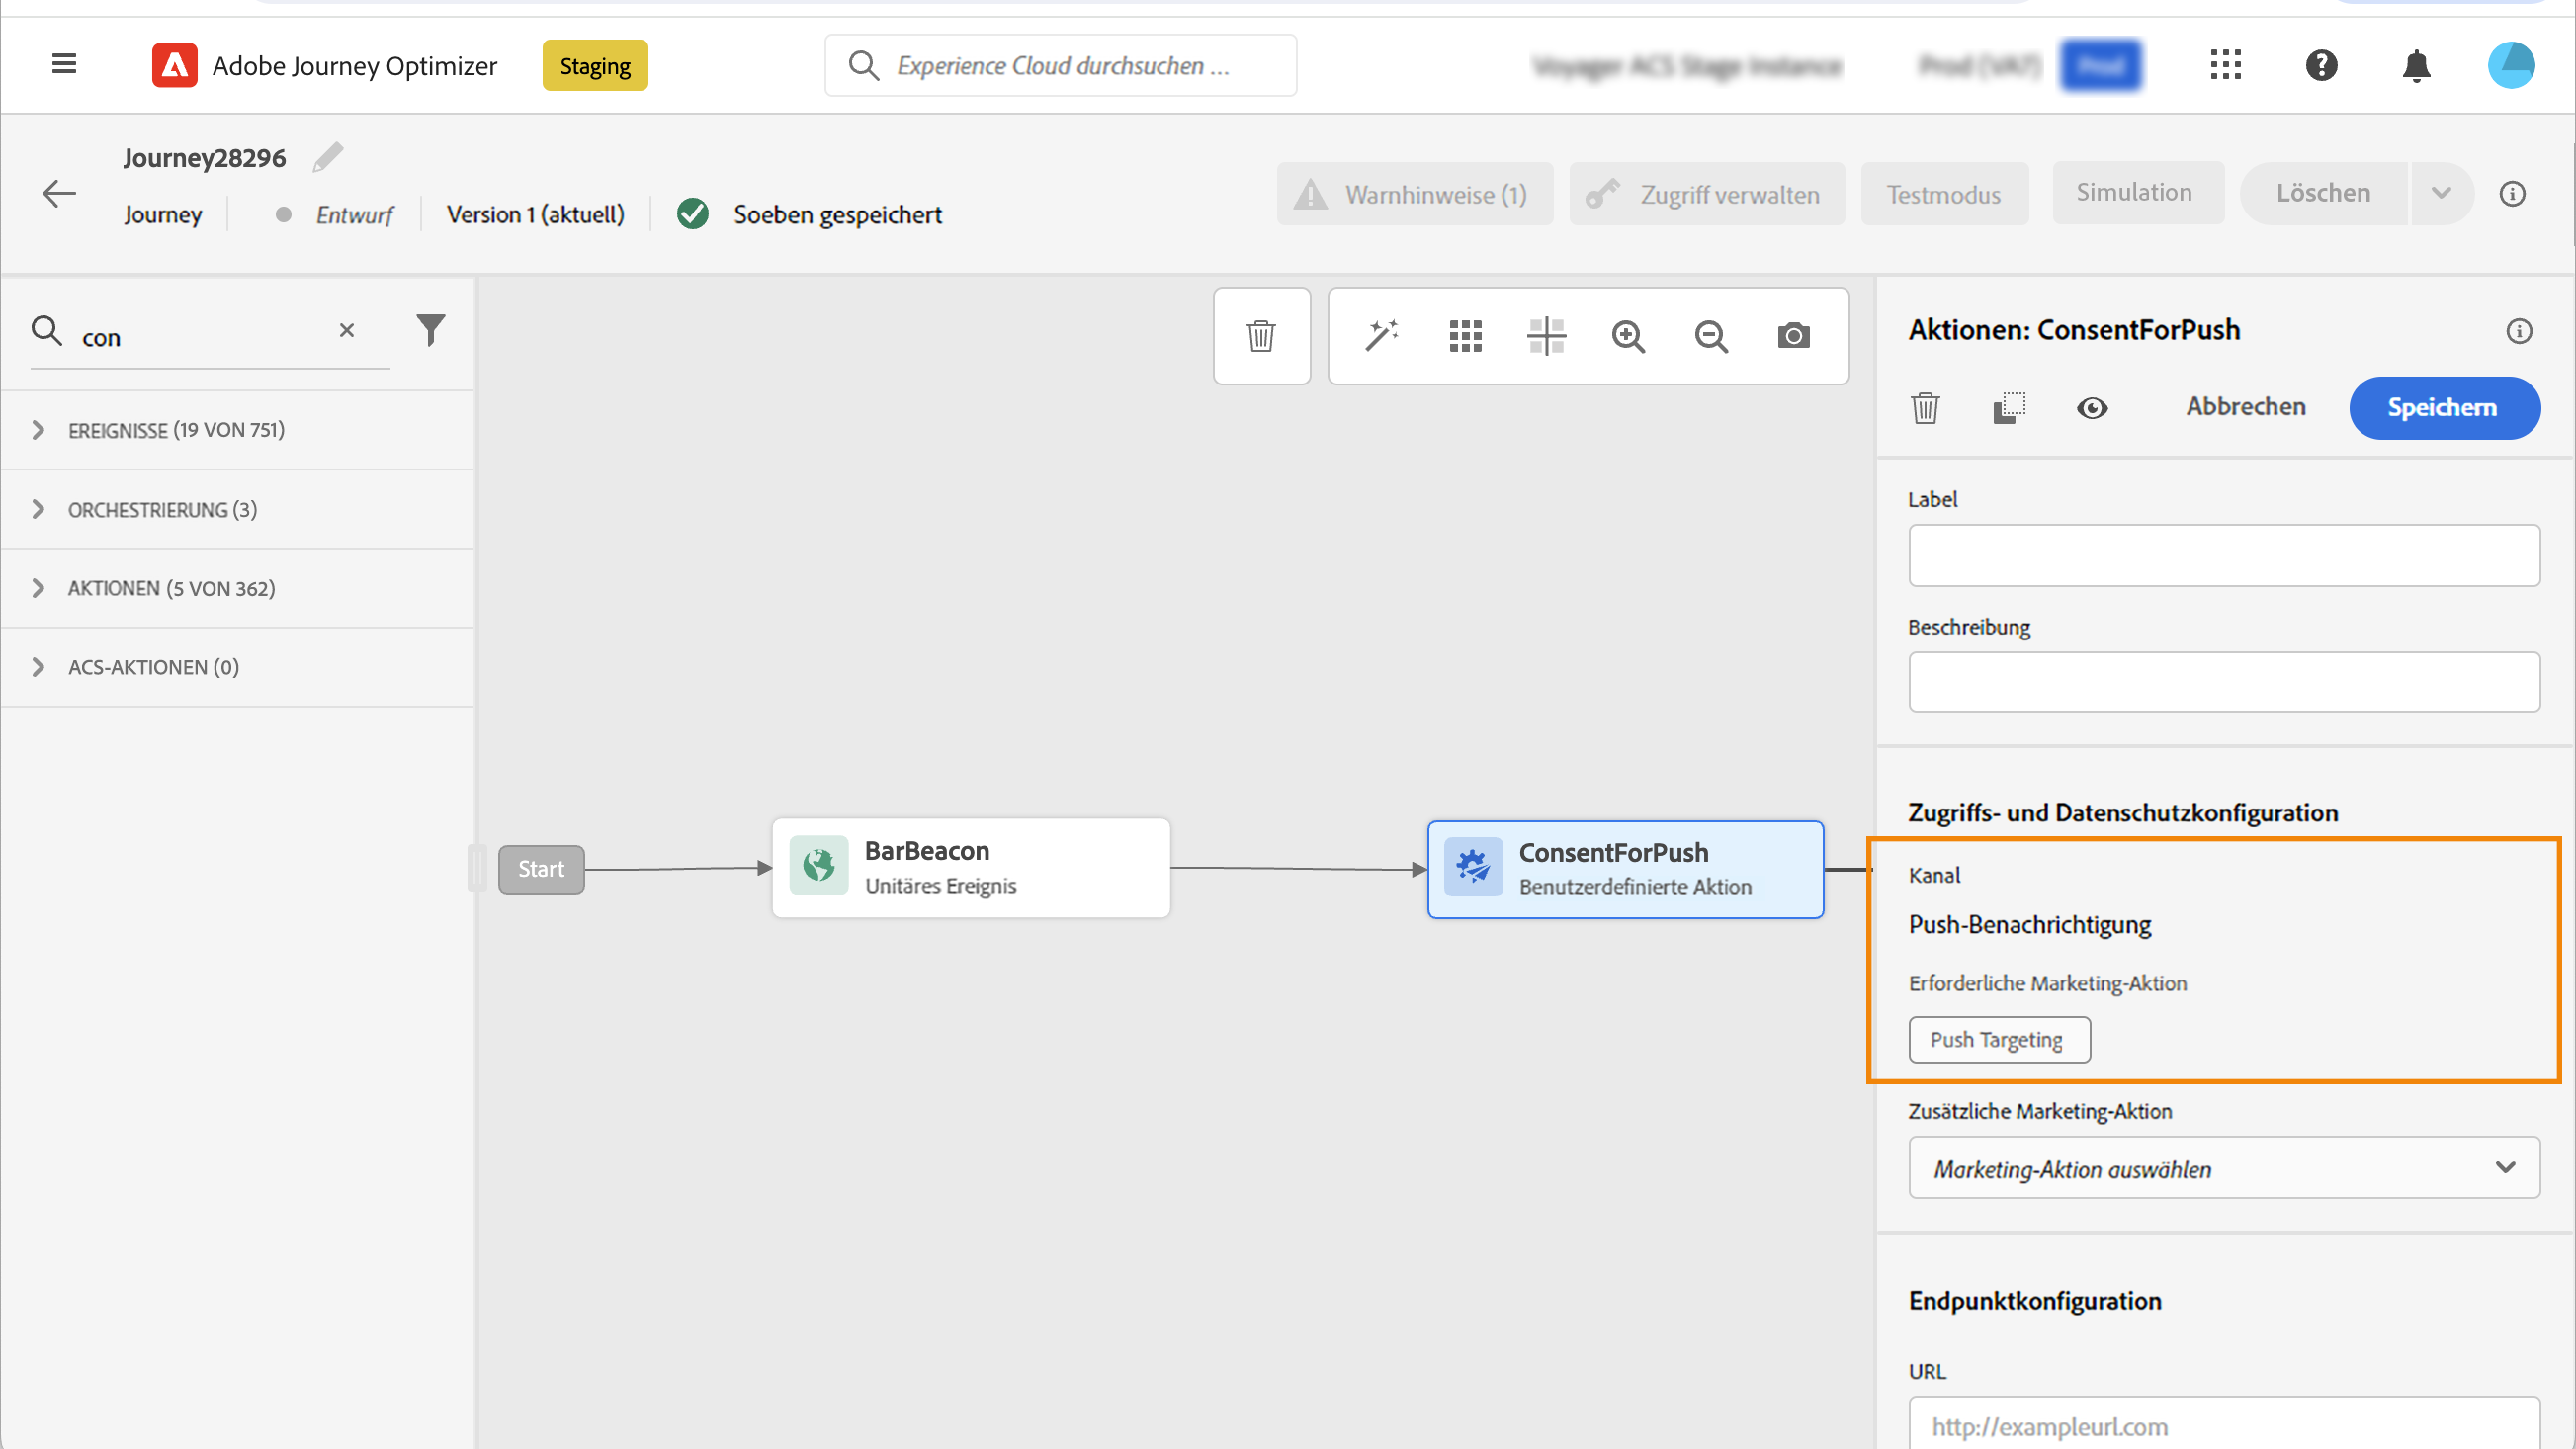 Adobe Journey Optimizer
Staging
Experience Cloud durchsuchen ...
Journey28296
Journey
Entwurf
Version 1 (aktuell)
Soeben gespeichert
Warnhinweise (1)
Zugriff verwalten
Testmodus
Simulation
Löschen
con
EREIGNISSE (19 VON 751)
ORCHESTRIERUNG (3)
AKTIONEN (5 VON 362)
ACS-AKTIONEN (0)
Start
BarBeacon
Unitäres Ereignis
ConsentForPush
Benutzerdefinierte Aktion
Aktionen: ConsentForPush
Abbrechen
Speichern
Label
Beschreibung
Zugriffs- und Datenschutzkonfiguration
Kanal
Push-Benachrichtigung
Erforderliche Marketing-Aktion
Push Targeting
Zusätzliche Marketing-Aktion
Marketing-Aktion auswählen
Endpunktkonfiguration
URL
http://exampleurl.com